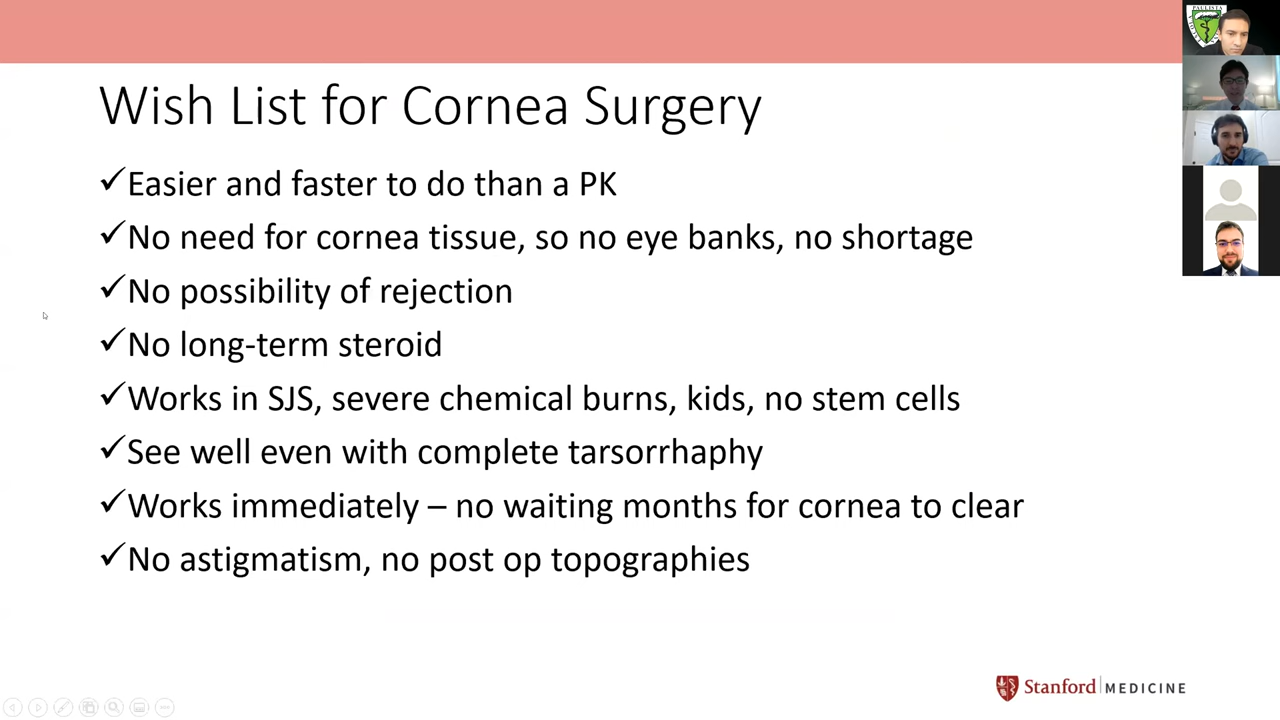 Wish List for Cornea Surgery
✓Easier and faster to do than a PK
✓No need for cornea tissue, so no eye banks, no shortage
✓No possibility of rejection
✓No long-term steroid
✓Works in SJS, severe chemical burns, kids, no stem cells
✓See well even with complete tarsorrhaphy
✓Works immediately – no waiting months for cornea to clear
✓No astigmatism, no post op topographies
Stanford MEDICINE
PAULISTA